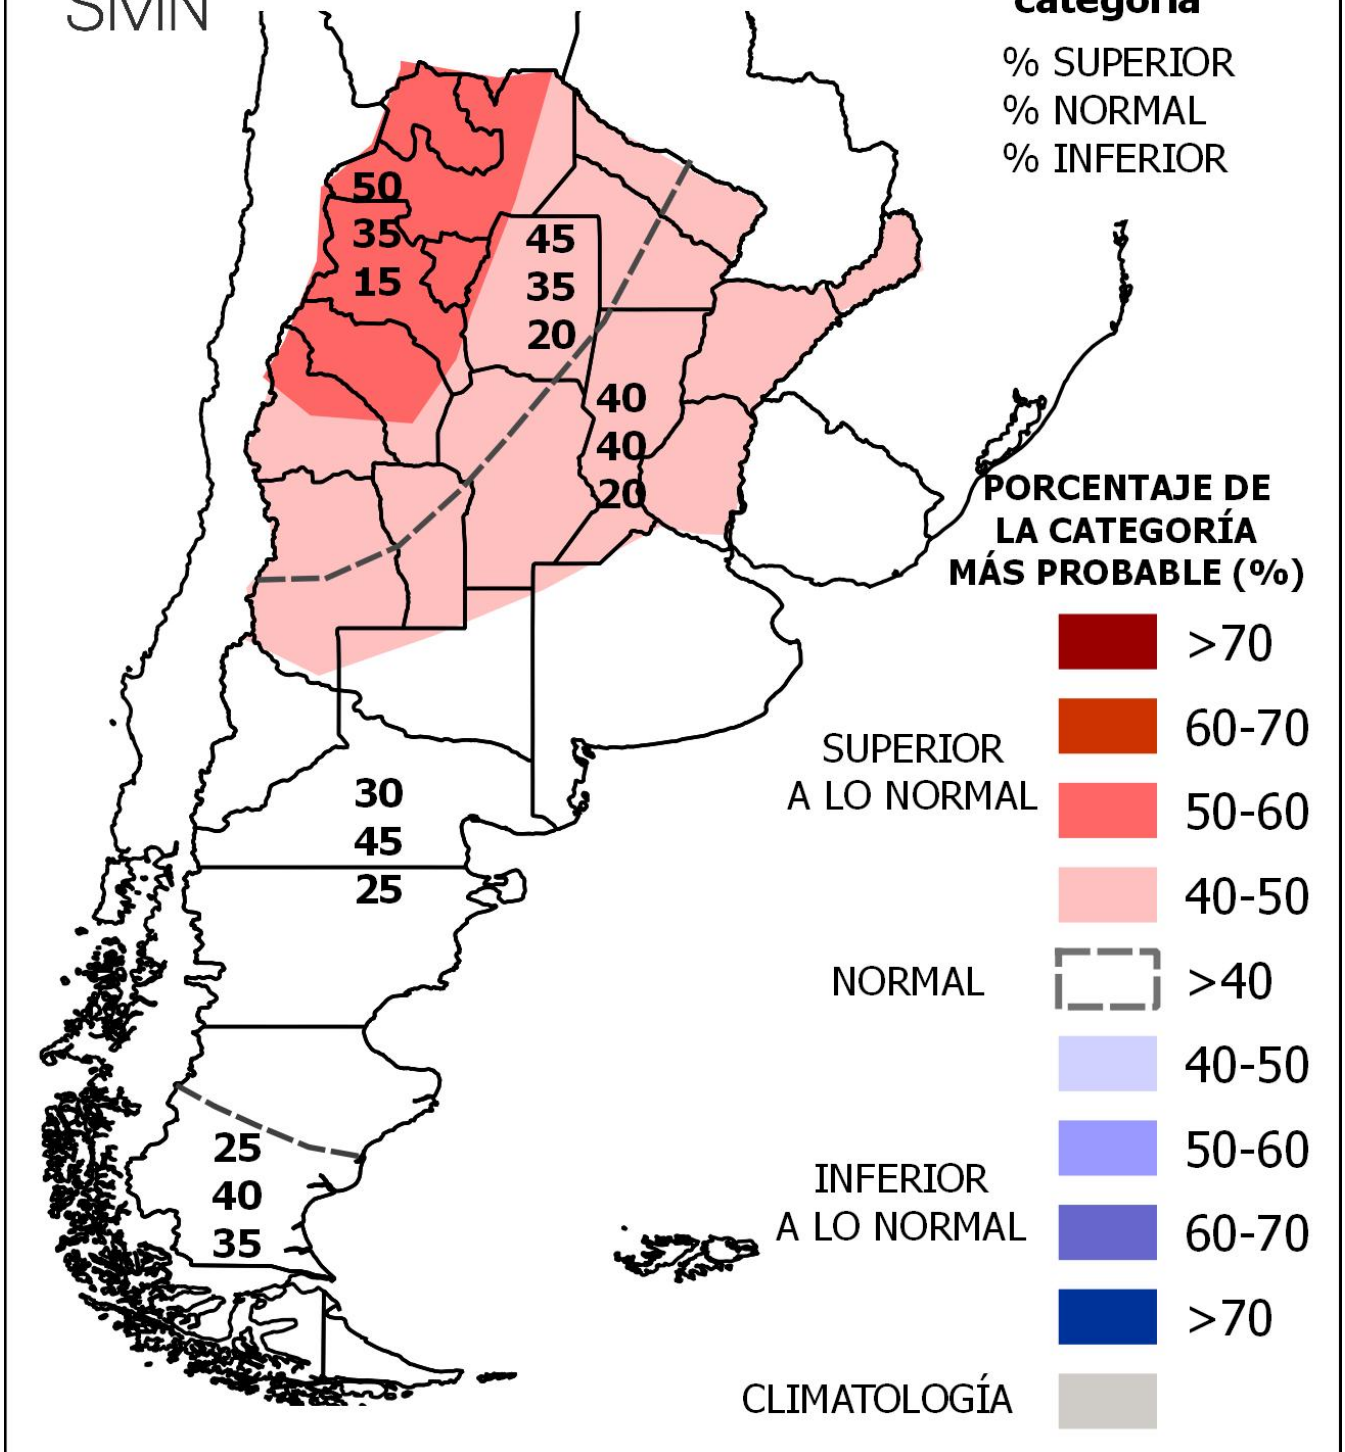 SMN
categoría
% SUPERIOR
% NORMAL
% INFERIOR
50
35
15
45
35
20
40
40
20
PORCENTAJE DE
LA CATEGORÍA
MÁS PROBABLE (%)
>70
60-70
SUPERIOR
A LO NORMAL
50-60
40-50
30
45
25
NORMAL
>40
40-50
25
40
35
50-60
INFERIOR
A LO NORMAL
60-70
>70
CLIMATOLOGÍA